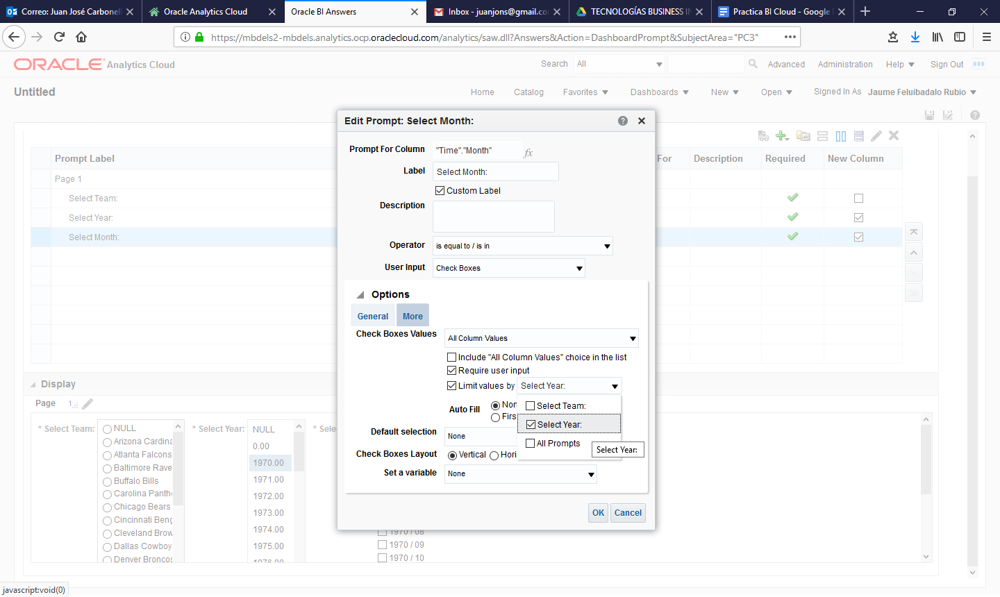 Correo: Juan José Carbonell
Oracle Analytics Cloud
Oracle BI Answers
Inbox - juanjons@gmail.co
TECNOLOGÍAS BUSINESS IN
Practica BI Cloud - Google
https://mbdels2-mbdels.analytics.ocp.oraclecloud.com/analytics/saw.dll?Answers&Action=DashboardPrompt&SubjectArea="PC3"
ORACLE Analytics Cloud
Search All
Advanced Administration Help Sign Out
Untitled
Home Catalog Favorites Dashboards New Open Signed In As Jaume Feluibadalo Rubio
Edit Prompt: Select Month:
Prompt For Column "Time"."Month" fx
Label Select Month:
Custom Label
Description
Operator is equal to / is in
User Input Check Boxes
Options
General More
Check Boxes Values All Column Values
Include "All Column Values" choice in the list
Require user input
Limit values by Select Year:
Select Team:
Select Year:
All Prompts
Select Year:
Auto Fill Non
Firs
Default selection None
Check Boxes Layout Vertical Hori
Set a variable None
OK Cancel
Prompt Label For Description Required New Column
Page 1
Select Team:
Select Year:
Select Month:
Display
Page 1
* Select Team:
NULL
Arizona Cardina
Atlanta Falcons
Baltimore Rave
Buffalo Bills
Carolina Panth
Chicago Bears
Cincinnati Beng
Cleveland Brow
Dallas Cowboy
Denver Broncos
* Select Year:
NULL
0.00
1970.00
1971.00
1972.00
1973.00
1974.00
1975.00
1976.00
* Se
1970 / 08
1970 / 09
1970 / 10
javascript:void(0)